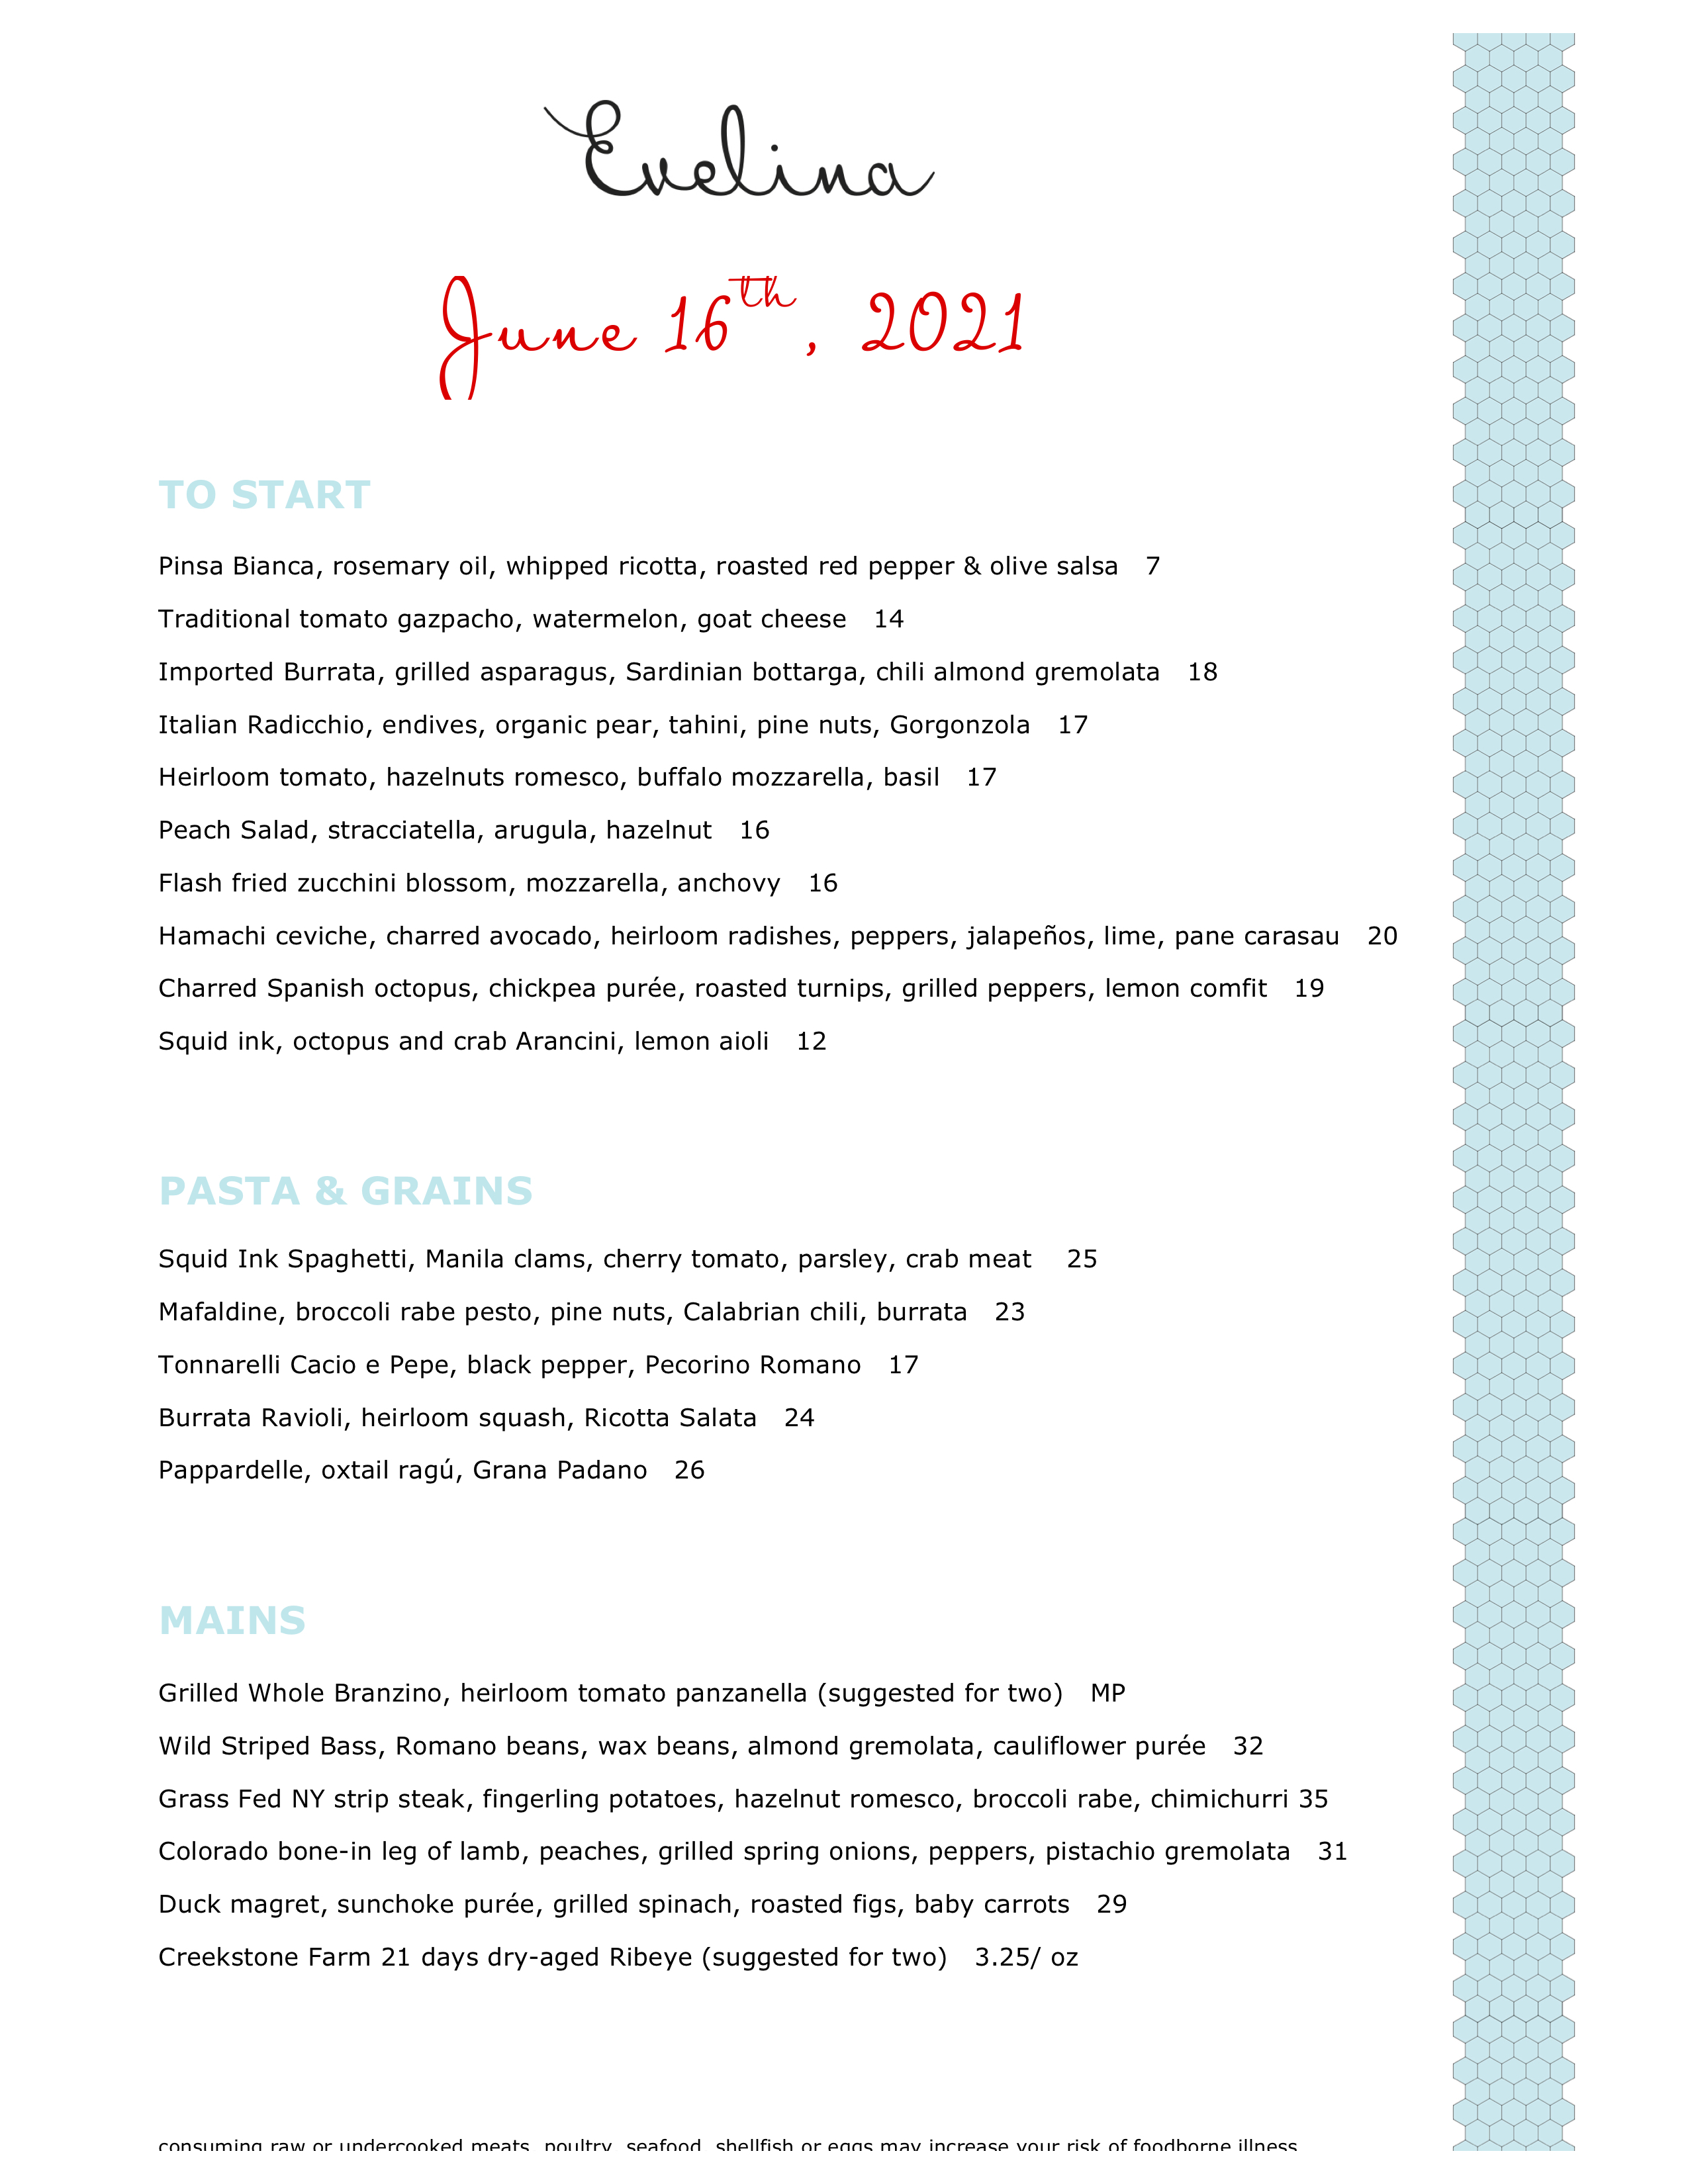 Evelina
June 16th, 2021
TO START
Pinsa Bianca, rosemary oil, whipped ricotta, roasted red pepper & olive salsa 7
Traditional tomato gazpacho, watermelon, goat cheese 14
Imported Burrata, grilled asparagus, Sardinian bottarga, chili almond gremolata 18
Italian Radicchio, endives, organic pear, tahini, pine nuts, Gorgonzola 17
Heirloom tomato, hazelnuts romesco, buffalo mozzarella, basil 17
Peach Salad, stracciatella, arugula, hazelnut 16
Flash fried zucchini blossom, mozzarella, anchovy 16
Hamachi ceviche, charred avocado, heirloom radishes, peppers, jalapeños, lime, pane carasau 20
Charred Spanish octopus, chickpea purée, roasted turnips, grilled peppers, lemon comfit 19
Squid ink, octopus and crab Arancini, lemon aioli 12
PASTA & GRAINS
Squid Ink Spaghetti, Manila clams, cherry tomato, parsley, crab meat 25
Mafaldine, broccoli rabe pesto, pine nuts, Calabrian chili, burrata 23
Tonnarelli Cacio e Pepe, black pepper, Pecorino Romano 17
Burrata Ravioli, heirloom squash, Ricotta Salata 24
Pappardelle, oxtail ragú, Grana Padano 26
MAINS
Grilled Whole Branzino, heirloom tomato panzanella (suggested for two) MP
Wild Striped Bass, Romano beans, wax beans, almond gremolata, cauliflower purée 32
Grass Fed NY strip steak, fingerling potatoes, hazelnut romesco, broccoli rabe, chimichurri 35
Colorado bone-in leg of lamb, peaches, grilled spring onions, peppers, pistachio gremolata 31
Duck magret, sunchoke purée, grilled spinach, roasted figs, baby carrots 29
Creekstone Farm 21 days dry-aged Ribeye (suggested for two) 3.25/ oz
consuming raw or undercooked meats, poultry, seafood, shellfish or eggs may increase your risk of foodborne illness